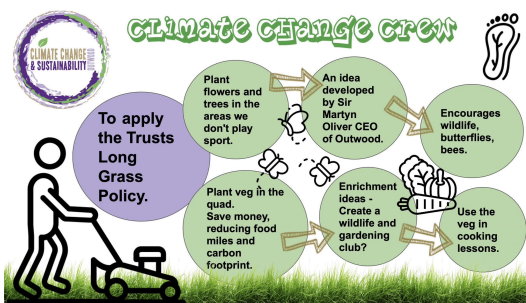 CLIMATE CHANGE CREW
CLIMATE CHANGE
& SUSTAINABILITY
OUTWOOD
To apply
the Trusts
Long
Grass
Policy.
Plant
flowers and
trees in the
areas we
don't play
sport.
An idea
developed
by Sir
Martyn
Oliver CEO
of Outwood.
Encourages
wildlife,
butterflies,
bees.
Plant veg in the
quad.
Save money,
reducing food
miles and
carbon
footprint.
Enrichment
ideas -
Create a
wildlife and
gardening
club?
Use the
veg in
cooking
lessons.